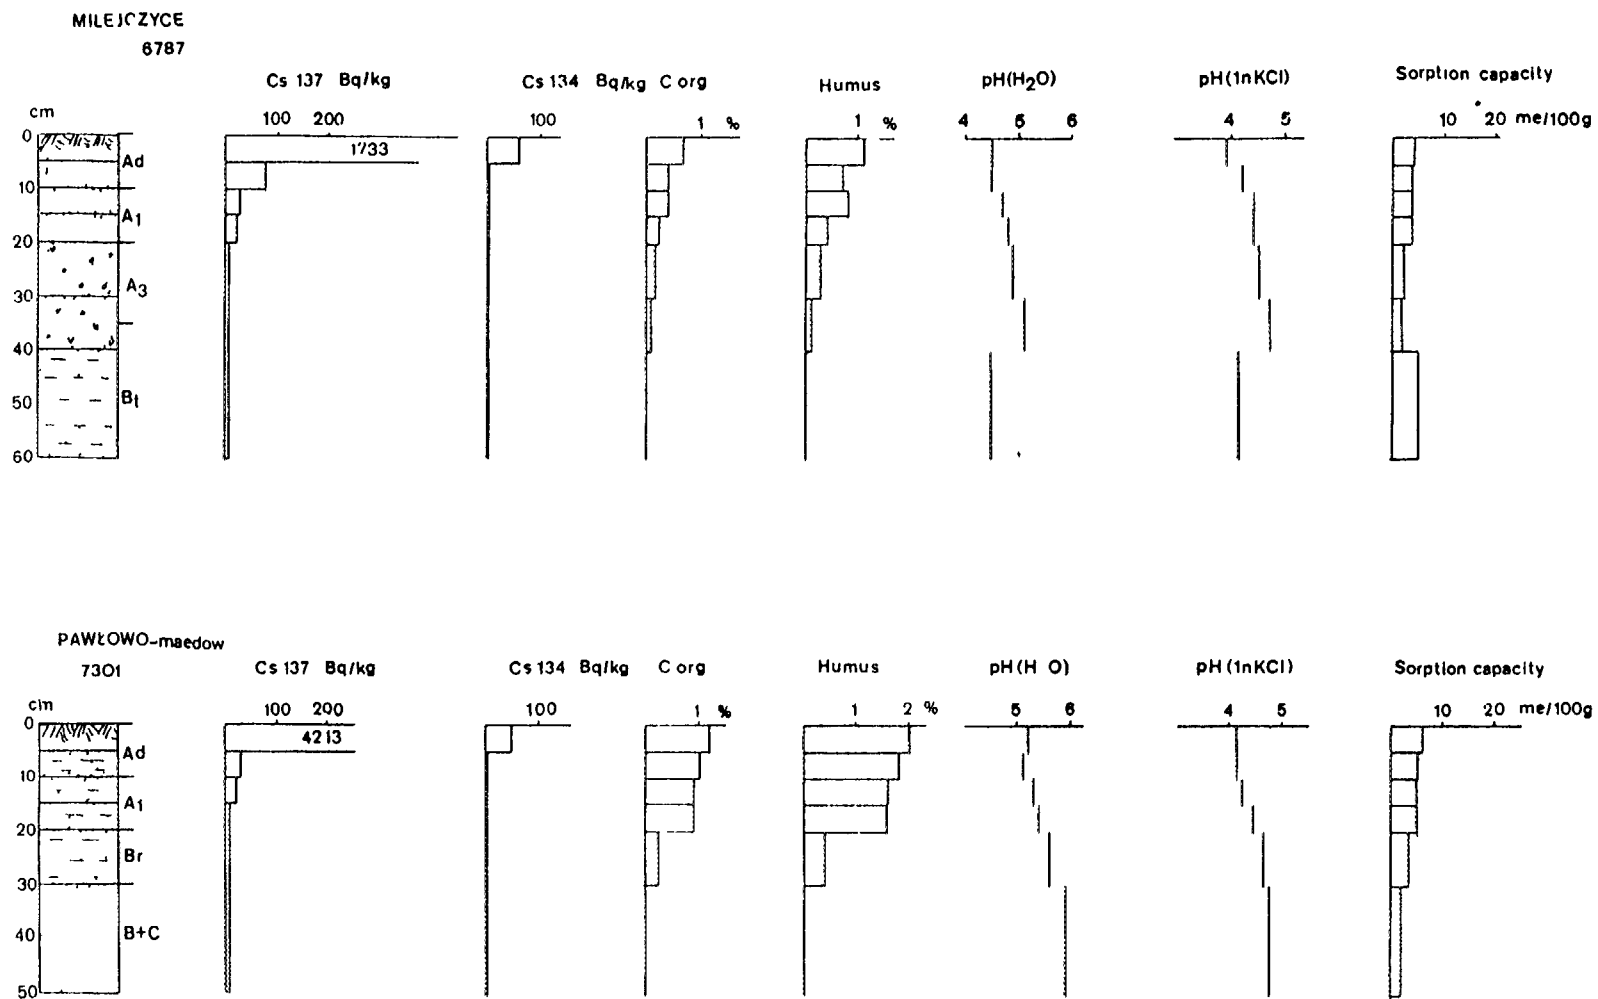 MILEJCZYCE
6787
Cs 137 Bq/kg Cs 134 Bq/kg C org Humus pH(H2O) pH(1nKCl) Sorption capacity
cm 100 200 100 1 % 1 % 4 5 6 4 5 10 20 me/100g
0
1733
Ad
10
A1
20
A3
30
40
Bt
50
60
PAWŁOWO-maedow
7301
Cs 137 Bq/kg Cs 134 Bq/kg C org Humus pH(H O) pH(1nKCl) Sorption capacity
cm 100 200 100 1 % 1 2 % 5 6 4 5 10 20 me/100g
0
4213
Ad
10
A1
20
Br
30
40 B+C
50